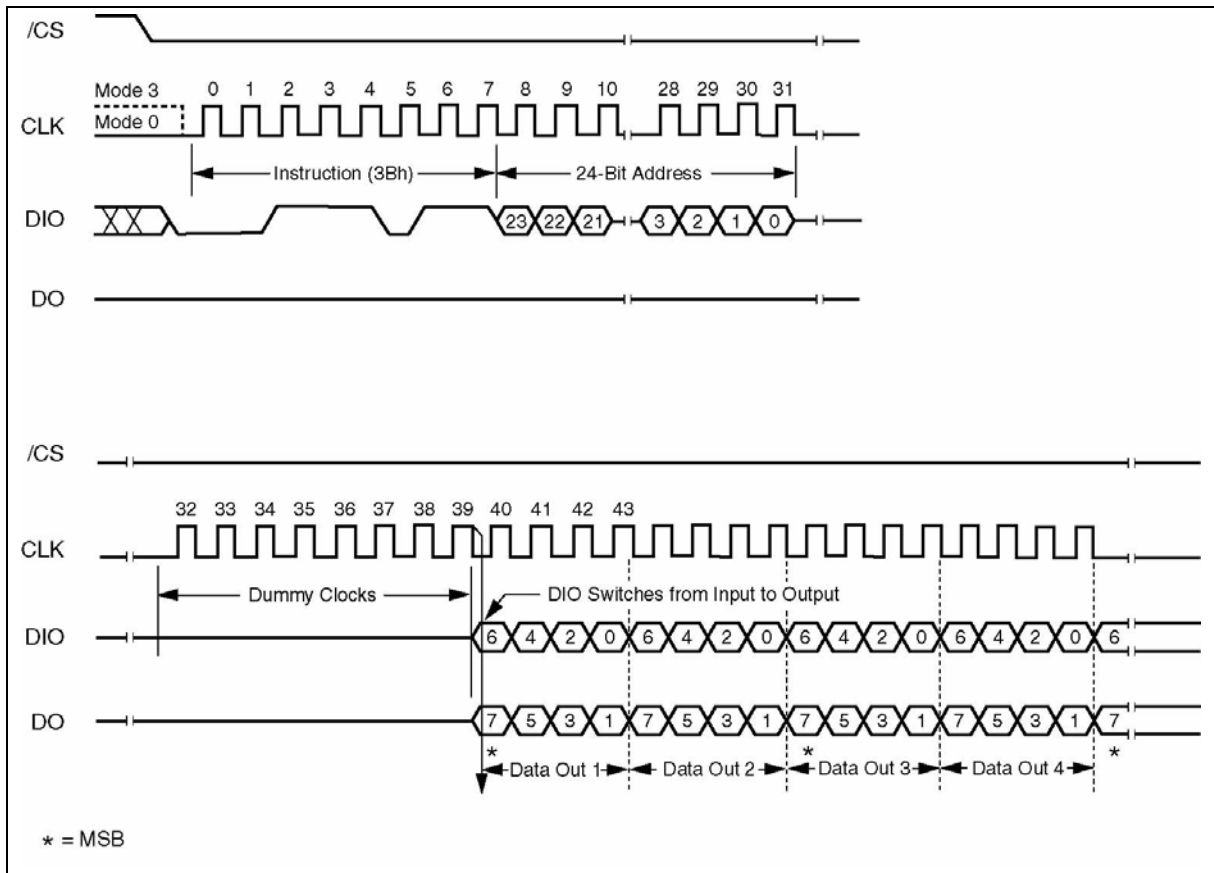 /CS
Mode 3
0 1 2 3 4 5 6 7 8 9 10 28 29 30 31
CLK
Mode 0
Instruction (3Bh)
24-Bit Address
DIO
23 22 21 3 2 1 0
DO
/CS
32 33 34 35 36 37 38 39 40 41 42 43
CLK
Dummy Clocks
DIO Switches from Input to Output
DIO
6 4 2 0 6 4 2 0 6 4 2 0 6 4 2 0 6
DO
7 5 3 1 7 5 3 1 7 5 3 1 7 5 3 1 7
* * *
Data Out 1 Data Out 2 Data Out 3 Data Out 4
* = MSB